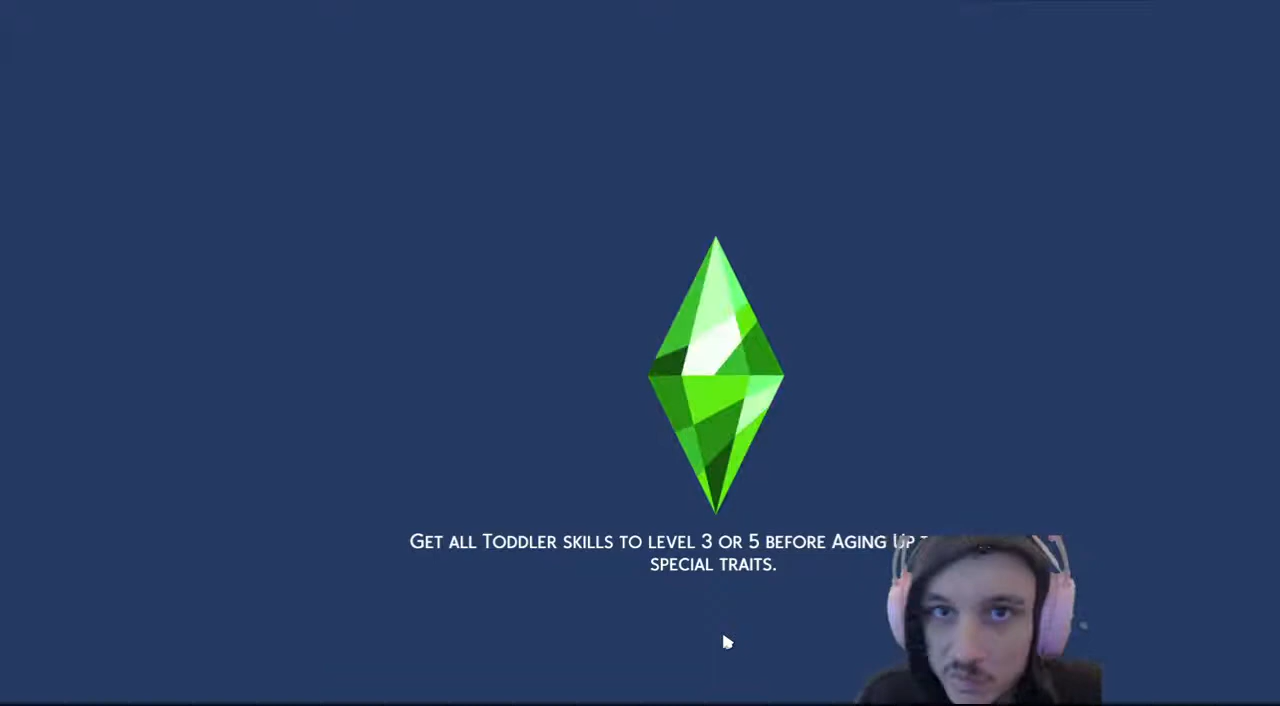 Get all Toddler skills to level 3 or 5 before Aging Up
special traits.